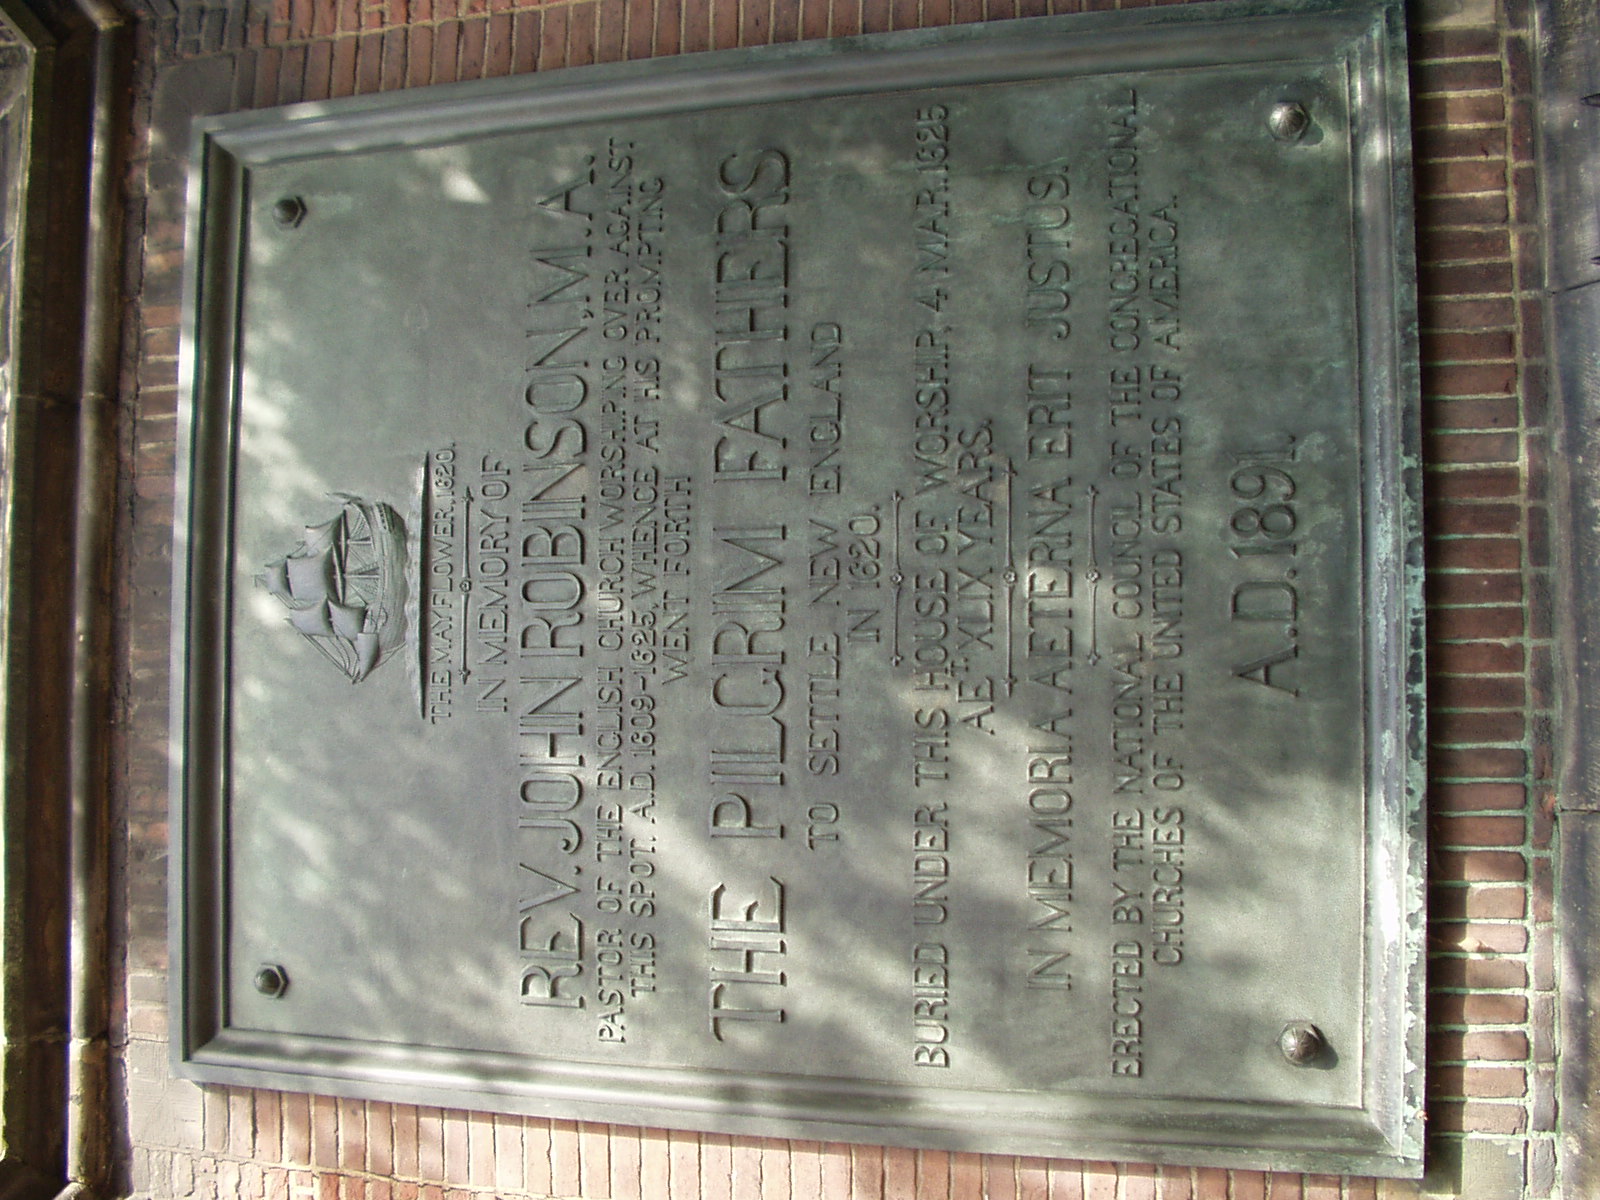 THE MAYFLOWER, 1620.
IN MEMORY OF
REV. JOHN ROBINSON, M.A.
PASTOR OF THE ENGLISH CHURCH WORSHIPING OVER AGAINST
THIS SPOT. A.D. 1609-1625, WHENCE AT HIS PROMPTING
WENT FORTH
THE PILGRIM FATHERS
TO SETTLE NEW ENGLAND
IN 1620.
BURIED UNDER THIS HOUSE OF WORSHIP, 4 MAR. 1625
AET. XLIX YEARS.
IN MEMORIA AETERNA ERIT JUSTUS.
ERECTED BY THE NATIONAL COUNCIL OF THE CONGREGATIONAL
CHURCHES OF THE UNITED STATES OF AMERICA.
A.D. 1891.